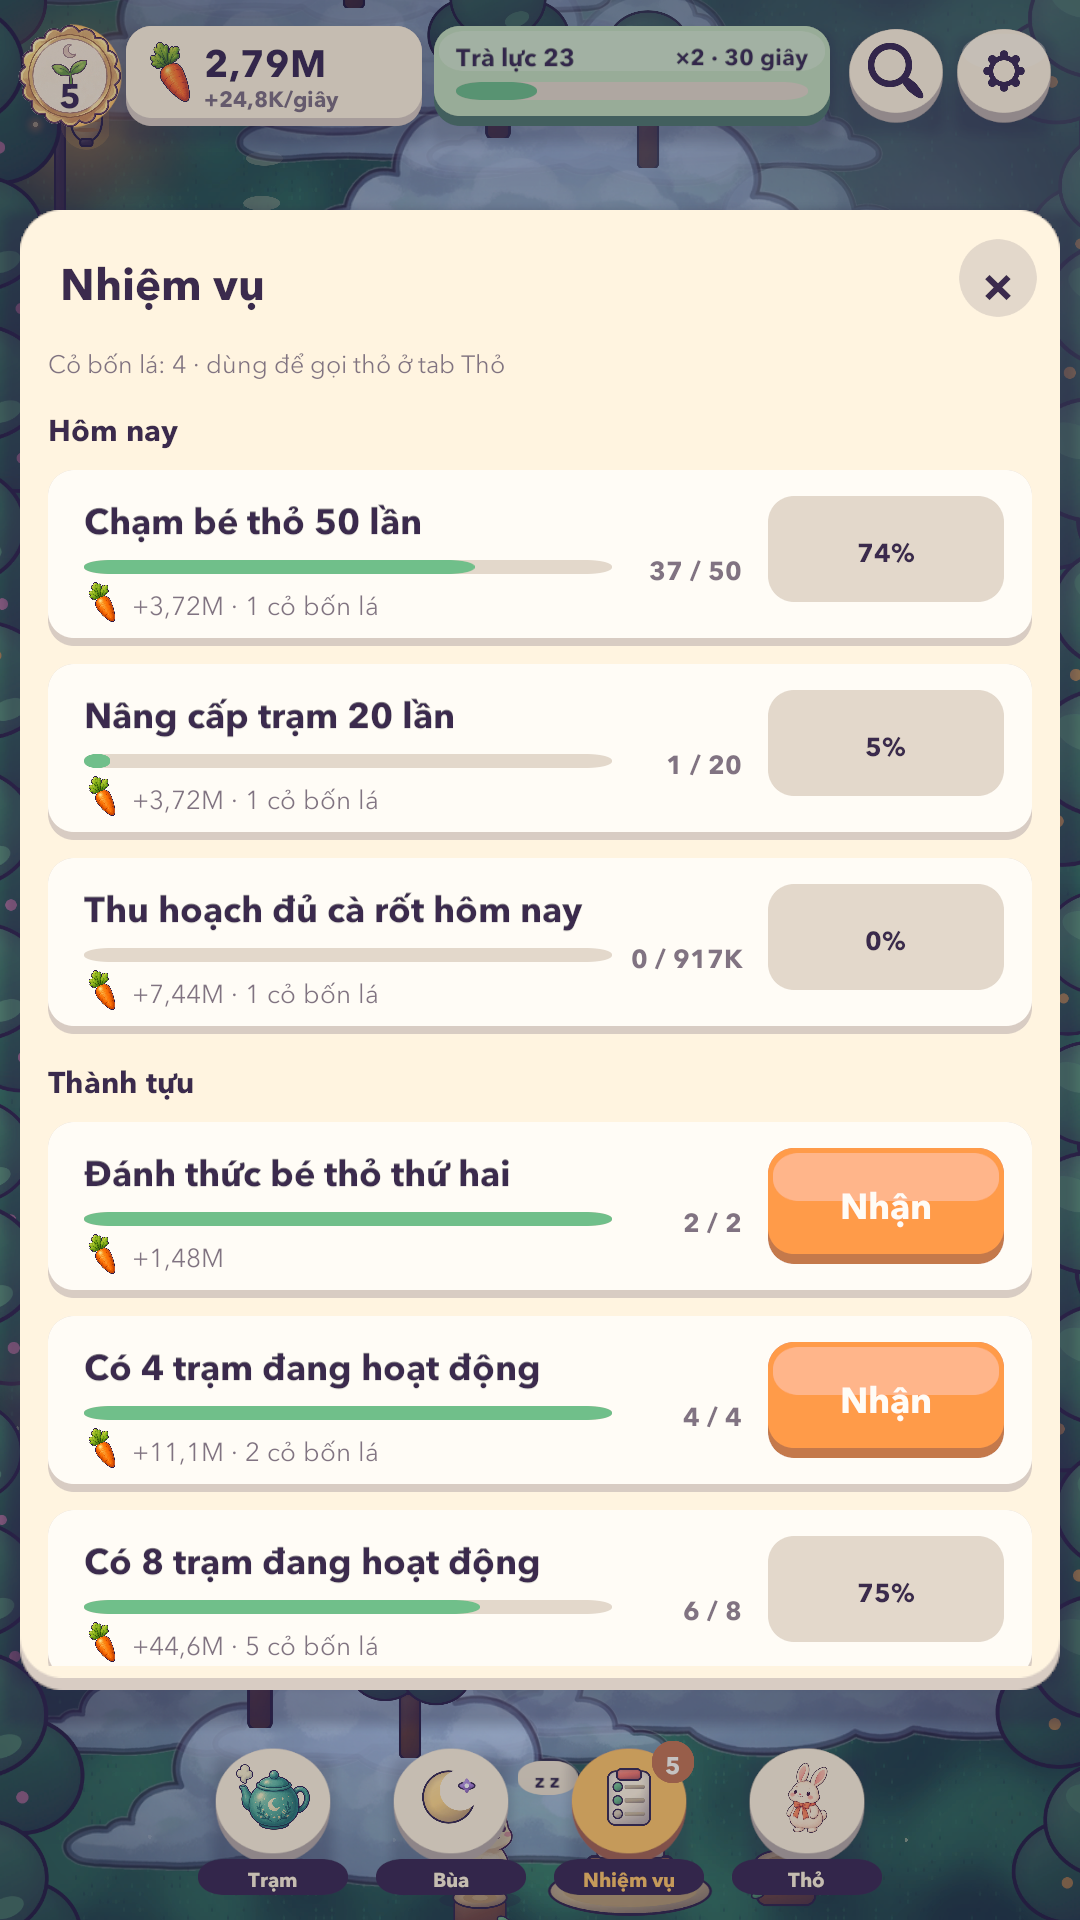 5
2,79M
+24,8K/giây
Trà lực 23
×2 · 30 giây
Nhiệm vụ
Cỏ bốn lá: 4 · dùng để gọi thỏ ở tab Thỏ
Hôm nay
Chạm bé thỏ 50 lần
37 / 50
74%
+3,72M · 1 cỏ bốn lá
Nâng cấp trạm 20 lần
1 / 20
5%
+3,72M · 1 cỏ bốn lá
Thu hoạch đủ cà rốt hôm nay
0 / 917K
0%
+7,44M · 1 cỏ bốn lá
Thành tựu
Đánh thức bé thỏ thứ hai
2 / 2
Nhận
+1,48M
Có 4 trạm đang hoạt động
4 / 4
Nhận
+11,1M · 2 cỏ bốn lá
Có 8 trạm đang hoạt động
6 / 8
75%
+44,6M · 5 cỏ bốn lá
z z
5
Trạm
Bùa
Nhiệm vụ
Thỏ